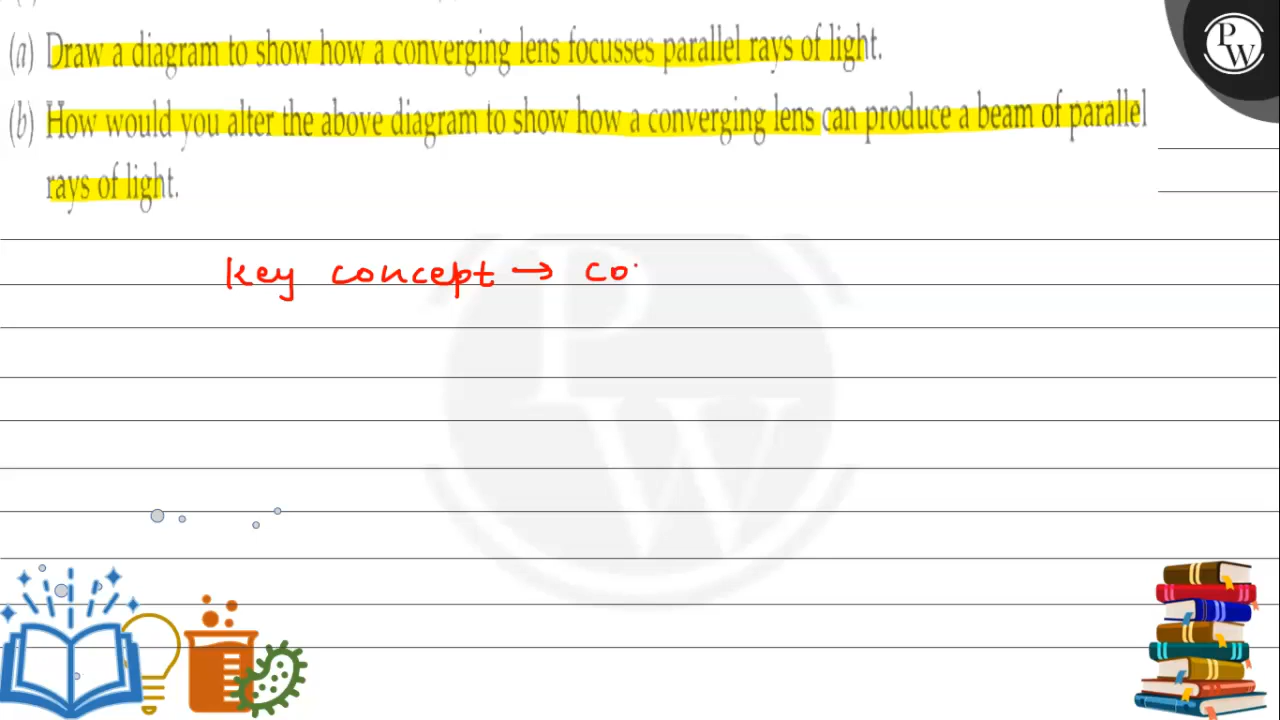 (a) Draw a diagram to show how a converging lens focusses parallel rays of light.
(b) How would you alter the above diagram to show how a converging lens can produce a beam of parallel
rays of light.
key concept → co
P
W
P
W